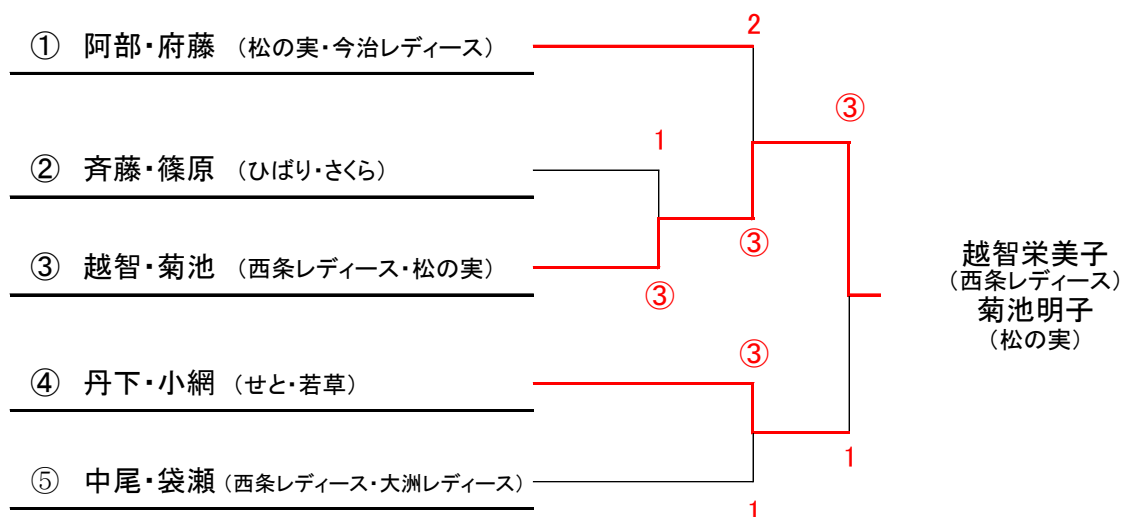 2
① 阿部・府藤 (松の実・今治レディース)
③
1
② 斉藤・篠原 (ひばり・さくら)
③
越智栄美子
③ 越智・菊池 (西条レディース・松の実)
(西条レディース)
③
菊池明子
(松の実)
③
④ 丹下・小網 (せと・若草)
1
⑤ 中尾・袋瀬 (西条レディース・大洲レディース)
1